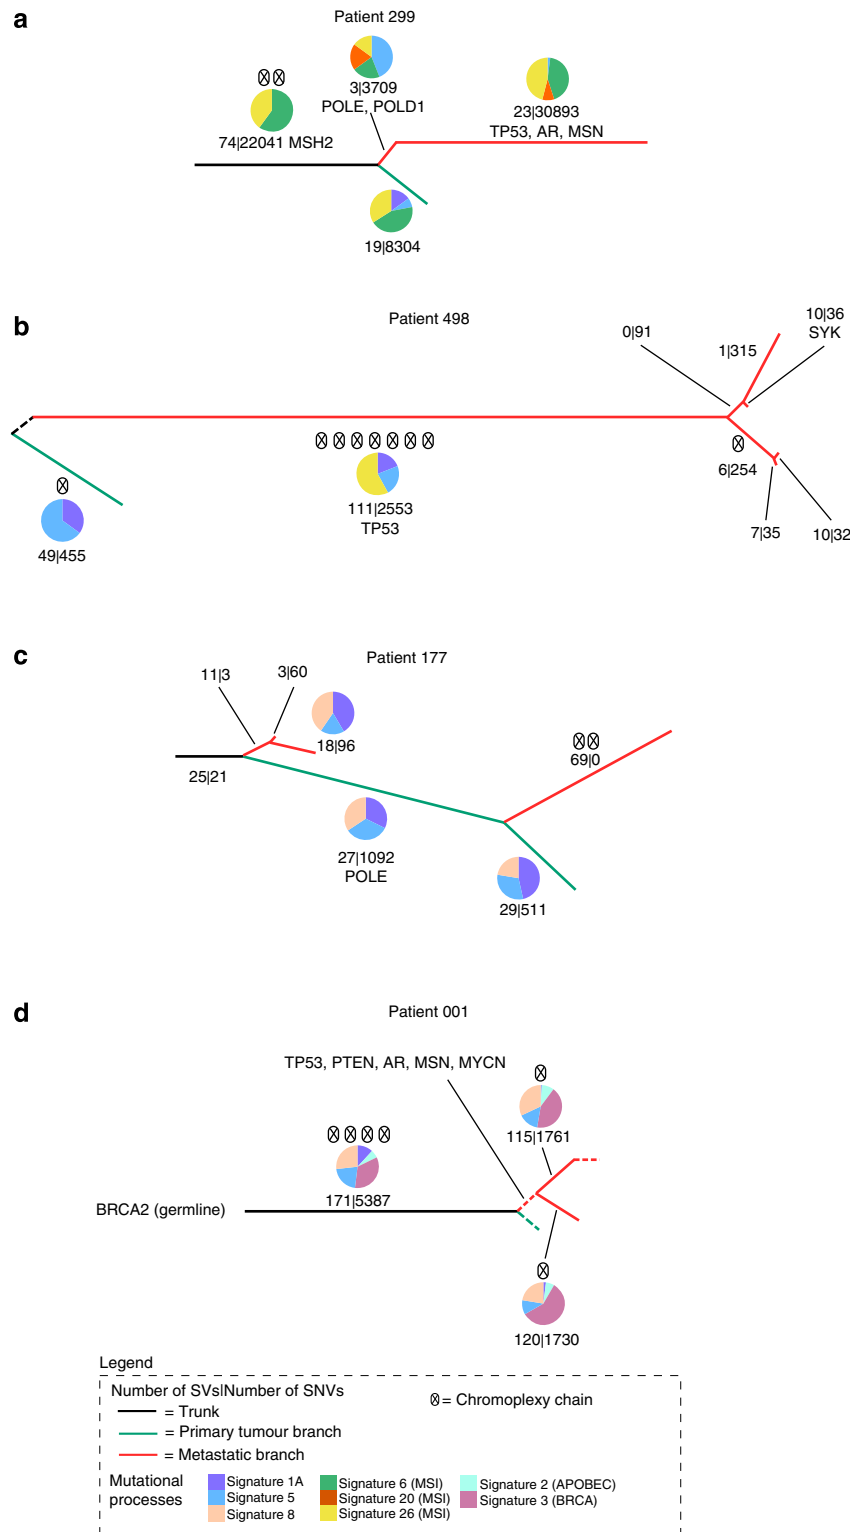 a
Patient 299
3|3709
POLE, POLD1
23|30893
TP53, AR, MSN
74|22041 MSH2
19|8304
b
Patient 498
10|36
SYK
0|91
1|315
6|254
111|2553
TP53
49|455
7|35
10|32
c
Patient 177
11|3
3|60
18|96
69|0
25|21
27|1092
POLE
29|511
d
Patient 001
TP53, PTEN, AR, MSN, MYCN
115|1761
171|5387
BRCA2 (germline)
120|1730
Legend
Number of SVs|Number of SNVs
= Chromoplexy chain
= Trunk
= Primary tumour branch
= Metastatic branch
Mutational
processes
Signature 1A
Signature 5
Signature 8
Signature 6 (MSI)
Signature 20 (MSI)
Signature 26 (MSI)
Signature 2 (APOBEC)
Signature 3 (BRCA)